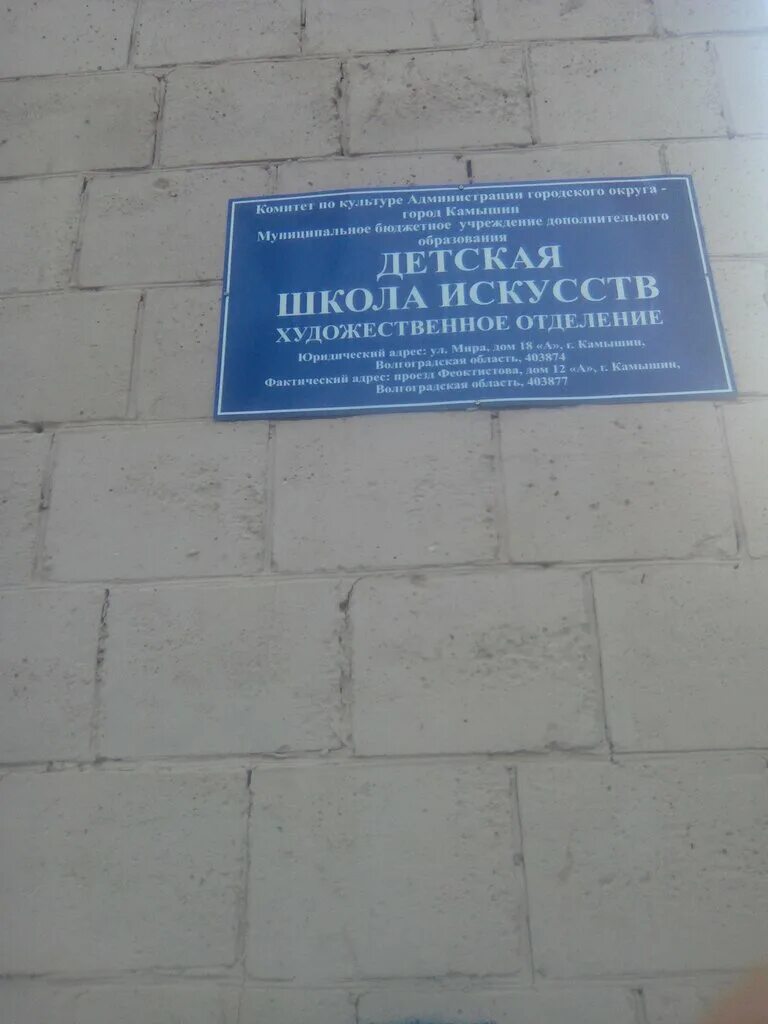 Комитет по культуре Администрации городского округа -
город Камышин
Муниципальное бюджетное учреждение дополнительного
образования
ДЕТСКАЯ
ШКОЛА ИСКУССТВ
ХУДОЖЕСТВЕННОЕ ОТДЕЛЕНИЕ
Юридический адрес: ул. Мира, дом 18 «А», г. Камышин,
Волгоградская область, 403874
Фактический адрес: проезд Феоктистова, дом 12 «А», г. Камышин,
Волгоградская область, 403877